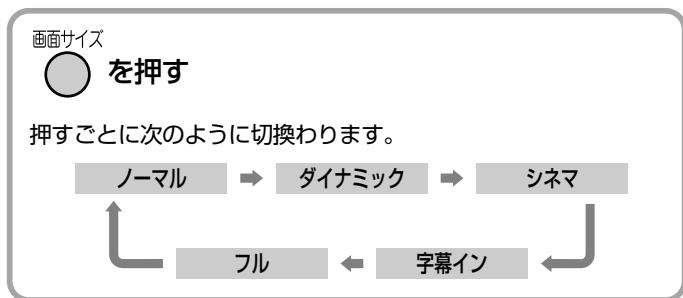 画面サイズ
を押す
押すごとに次のように切換わります。
ノーマル ダイナミック シネマ
フル 字幕イン